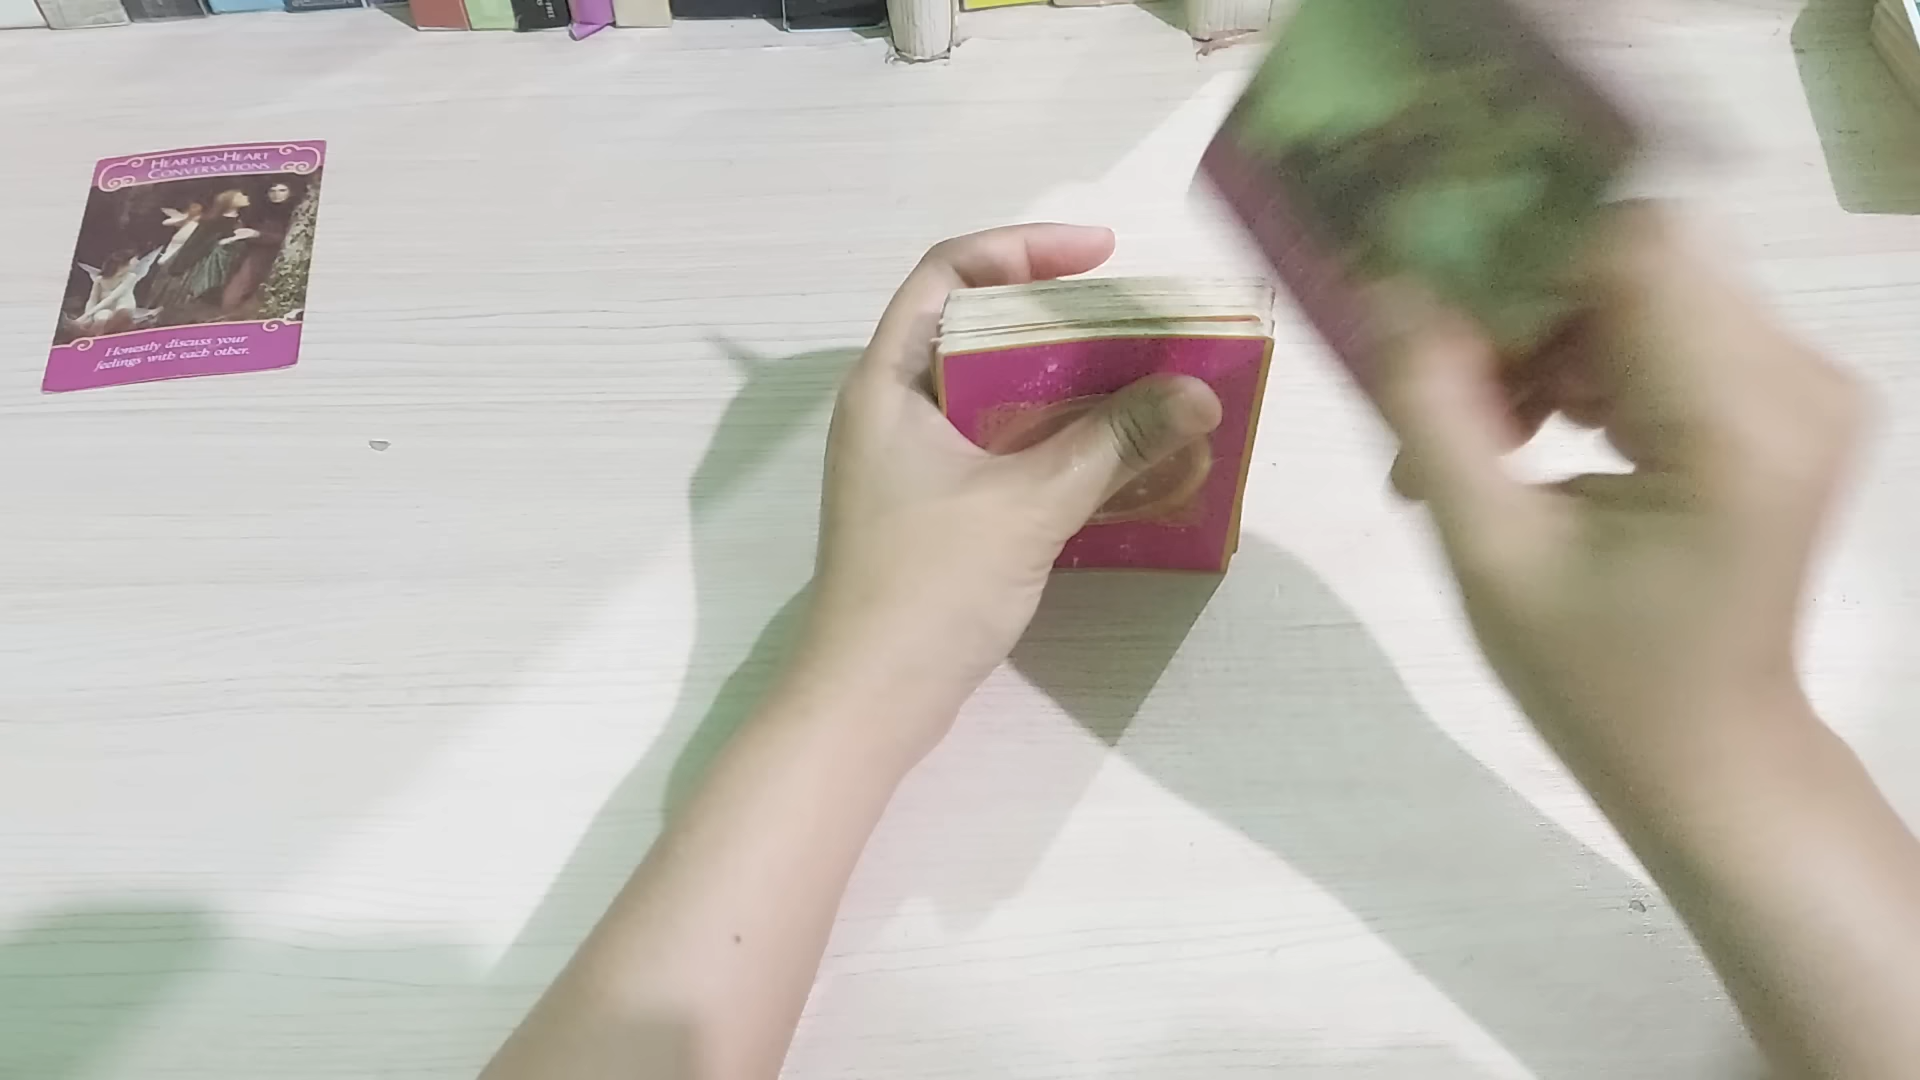 HEART-TO-HEART
CONVERSATIONS
Honestly discuss your
feelings with each other.